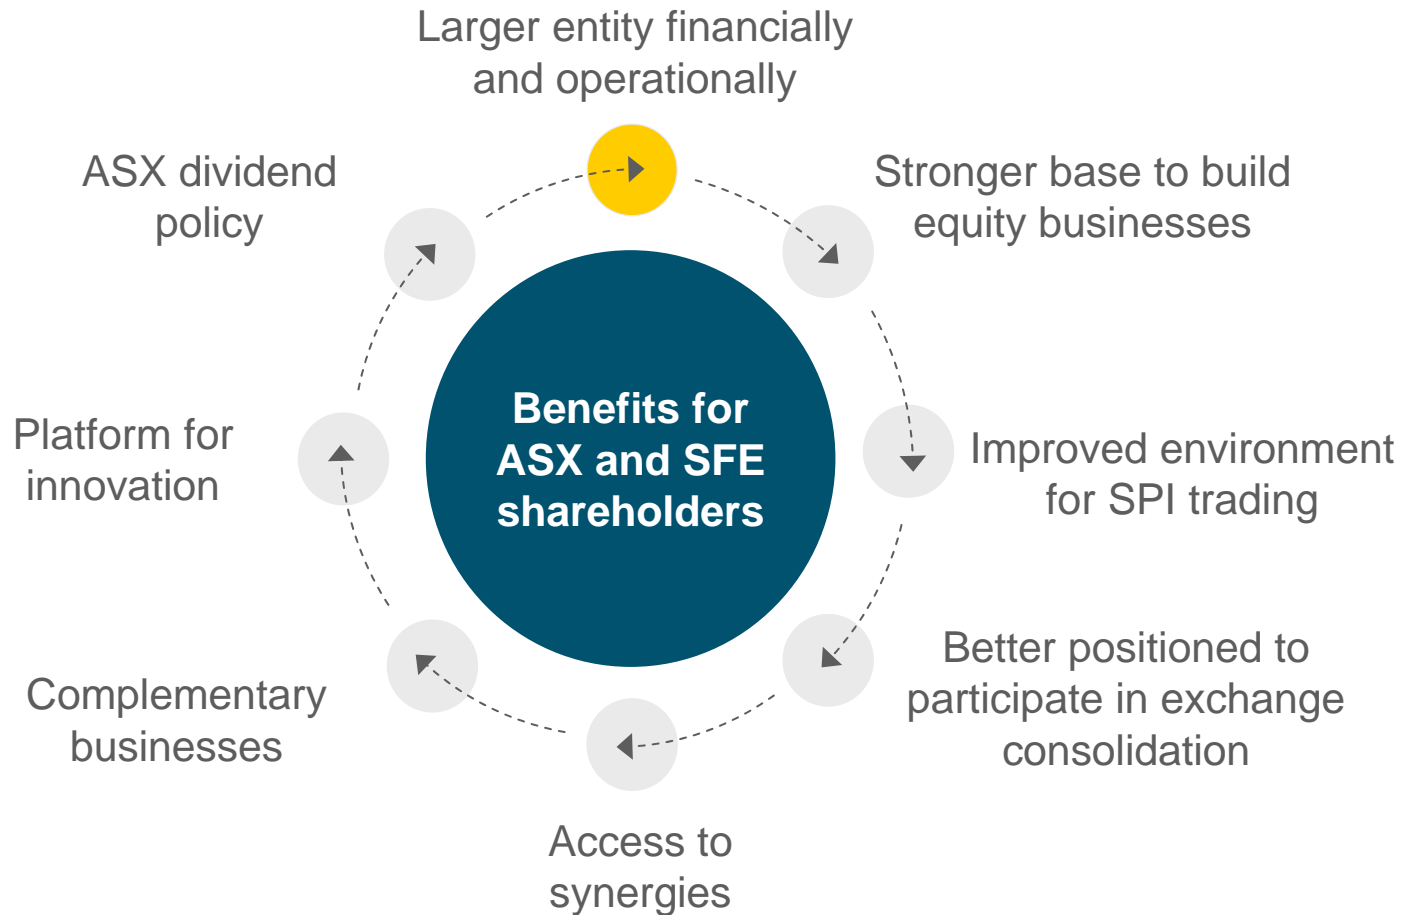 Larger entity financially
and operationally
Stronger base to build
equity businesses
Improved environment
for SPI trading
Better positioned to
participate in exchange
consolidation
Access to
synergies
Complementary
businesses
Platform for
innovation
ASX dividend
policy
Benefits for
ASX and SFE
shareholders